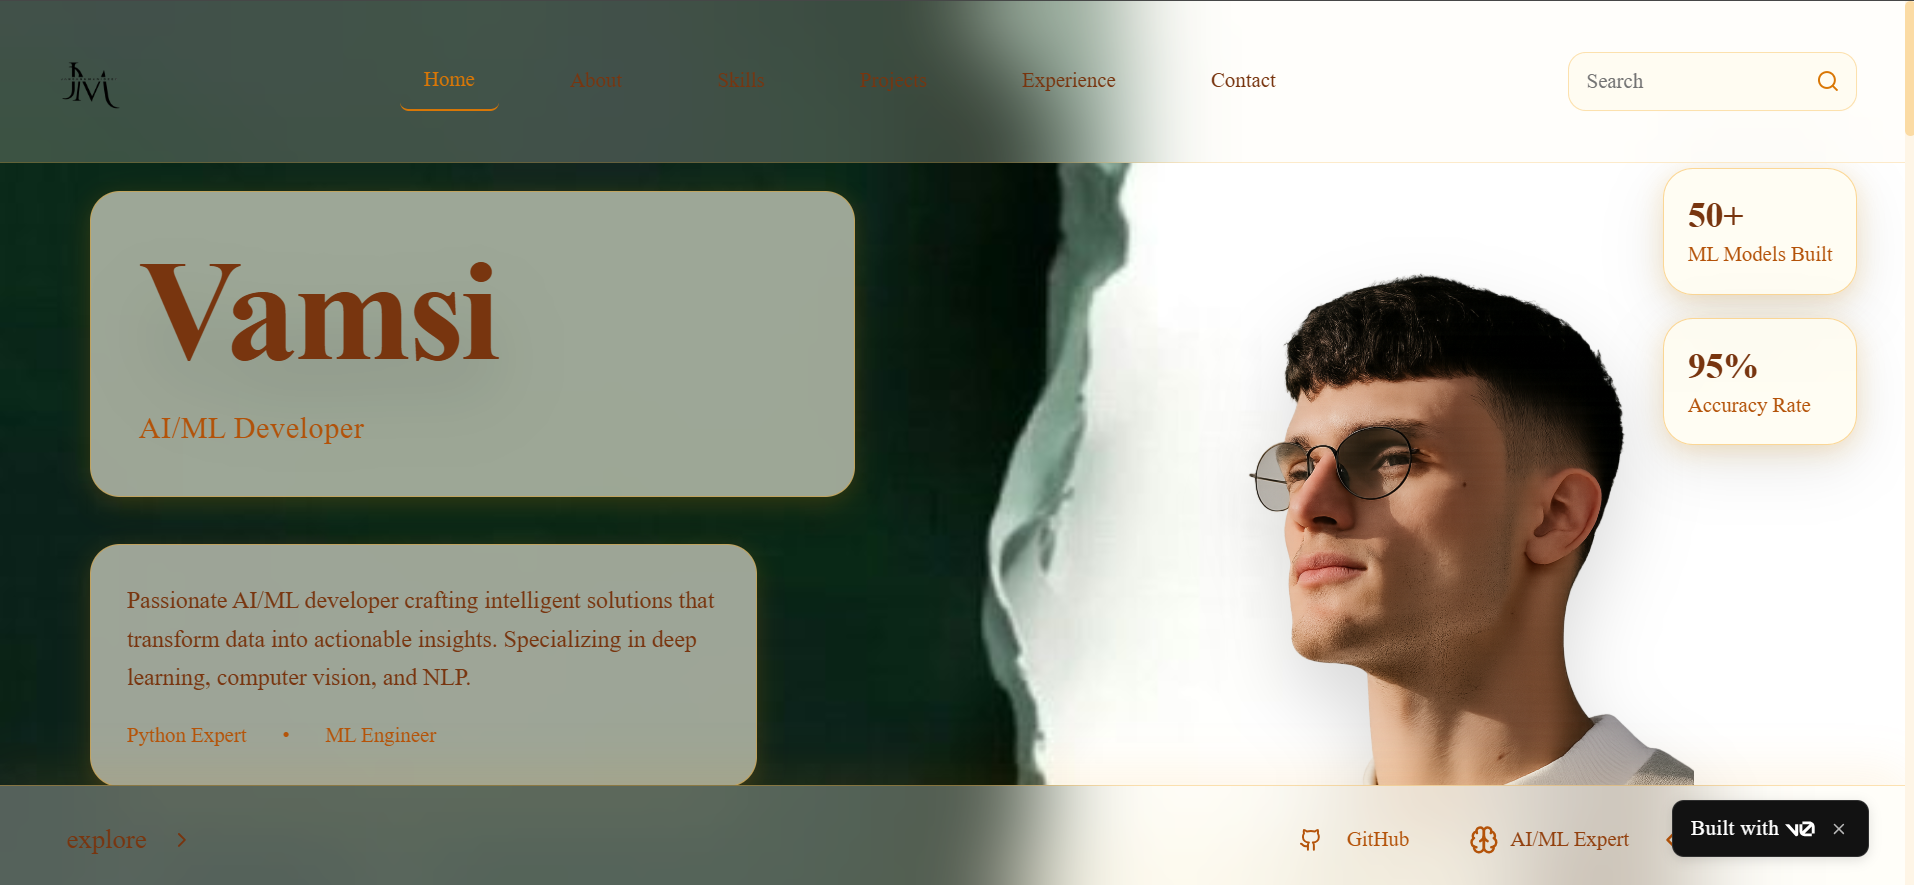 JM
Home
About
Skills
Projects
Experience
Contact
Search
Vamsi
AI/ML Developer
50+
ML Models Built
95%
Accuracy Rate
Passionate AI/ML developer crafting intelligent solutions that
transform data into actionable insights. Specializing in deep
learning, computer vision, and NLP.
Python Expert • ML Engineer
explore
GitHub
AI/ML Expert
Built with v0